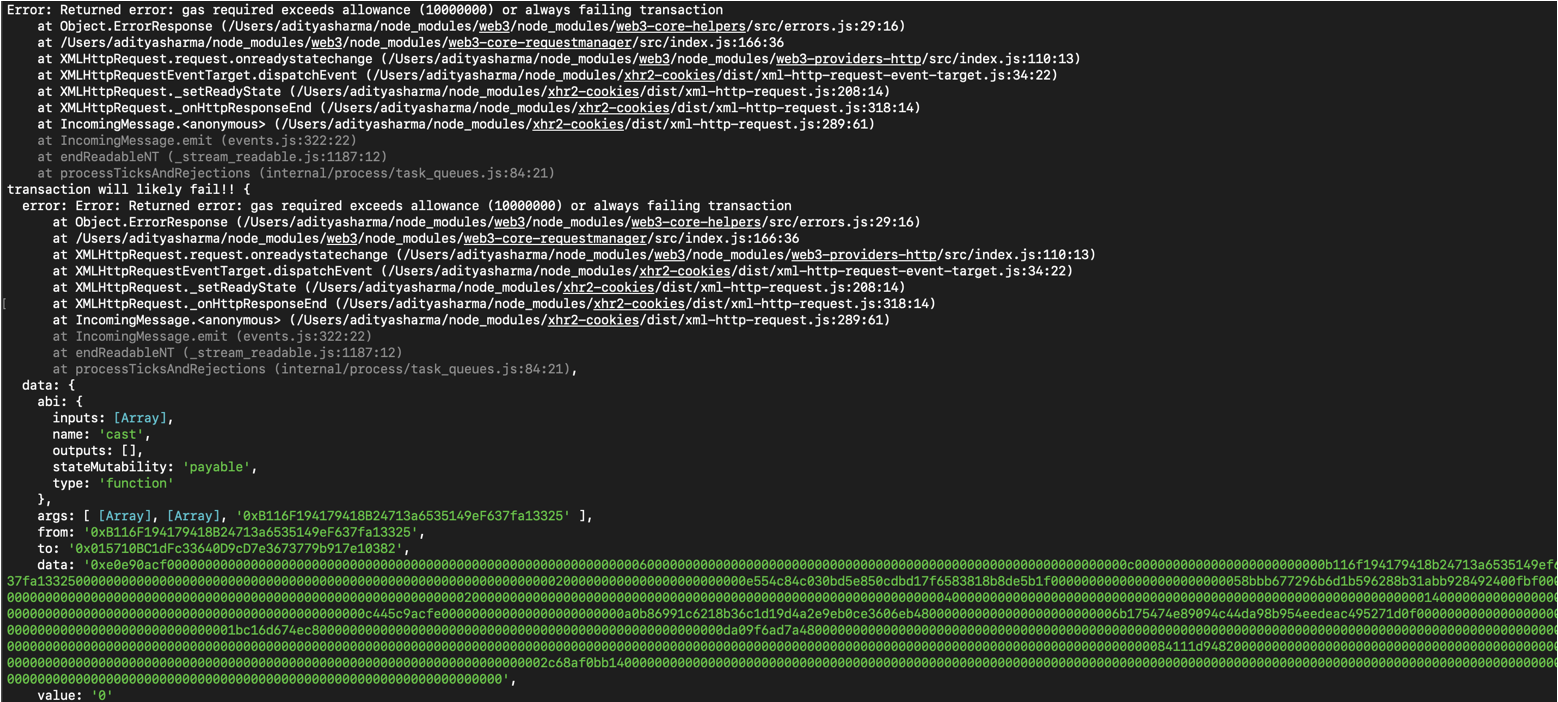 Error: Returned error: gas required exceeds allowance (10000000) or always failing transaction
at Object.ErrorResponse (/Users/adityasharma/node_modules/web3/node_modules/web3-core-helpers/src/errors.js:29:16)
at /Users/adityasharma/node_modules/web3/node_modules/web3-core-requestmanager/src/index.js:166:36
at XMLHttpRequest.request.onreadystatechange (/Users/adityasharma/node_modules/web3/node_modules/web3-providers-http/src/index.js:110:13)
at XMLHttpRequestEventTarget.dispatchEvent (/Users/adityasharma/node_modules/xhr2-cookies/dist/xml-http-request-event-target.js:34:22)
at XMLHttpRequest._setReadyState (/Users/adityasharma/node_modules/xhr2-cookies/dist/xml-http-request.js:208:14)
at XMLHttpRequest._onHttpResponseEnd (/Users/adityasharma/node_modules/xhr2-cookies/dist/xml-http-request.js:318:14)
at IncomingMessage.<anonymous> (/Users/adityasharma/node_modules/xhr2-cookies/dist/xml-http-request.js:289:61)
at IncomingMessage.emit (events.js:322:22)
at endReadableNT (_stream_readable.js:1187:12)
at processTicksAndRejections (internal/process/task_queues.js:84:21)
transaction will likely fail!! {
error: Error: Returned error: gas required exceeds allowance (10000000) or always failing transaction
at Object.ErrorResponse (/Users/adityasharma/node_modules/web3/node_modules/web3-core-helpers/src/errors.js:29:16)
at /Users/adityasharma/node_modules/web3/node_modules/web3-core-requestmanager/src/index.js:166:36
at XMLHttpRequest.request.onreadystatechange (/Users/adityasharma/node_modules/web3/node_modules/web3-providers-http/src/index.js:110:13)
at XMLHttpRequestEventTarget.dispatchEvent (/Users/adityasharma/node_modules/xhr2-cookies/dist/xml-http-request-event-target.js:34:22)
at XMLHttpRequest._setReadyState (/Users/adityasharma/node_modules/xhr2-cookies/dist/xml-http-request.js:208:14)
[ at XMLHttpRequest._onHttpResponseEnd (/Users/adityasharma/node_modules/xhr2-cookies/dist/xml-http-request.js:318:14)
at IncomingMessage.<anonymous> (/Users/adityasharma/node_modules/xhr2-cookies/dist/xml-http-request.js:289:61)
at IncomingMessage.emit (events.js:322:22)
at endReadableNT (_stream_readable.js:1187:12)
at processTicksAndRejections (internal/process/task_queues.js:84:21),
data: {
abi: {
inputs: [Array],
name: 'cast',
outputs: [],
stateMutability: 'payable',
type: 'function'
},
args: [ [Array], [Array], '0xB116F194179418B24713a6535149eF637fa13325' ],
from: '0xB116F194179418B24713a6535149eF637fa13325',
to: '0x015710BC1dFc33640D9cD7e3673779b917e10382',
data:
value: '0'